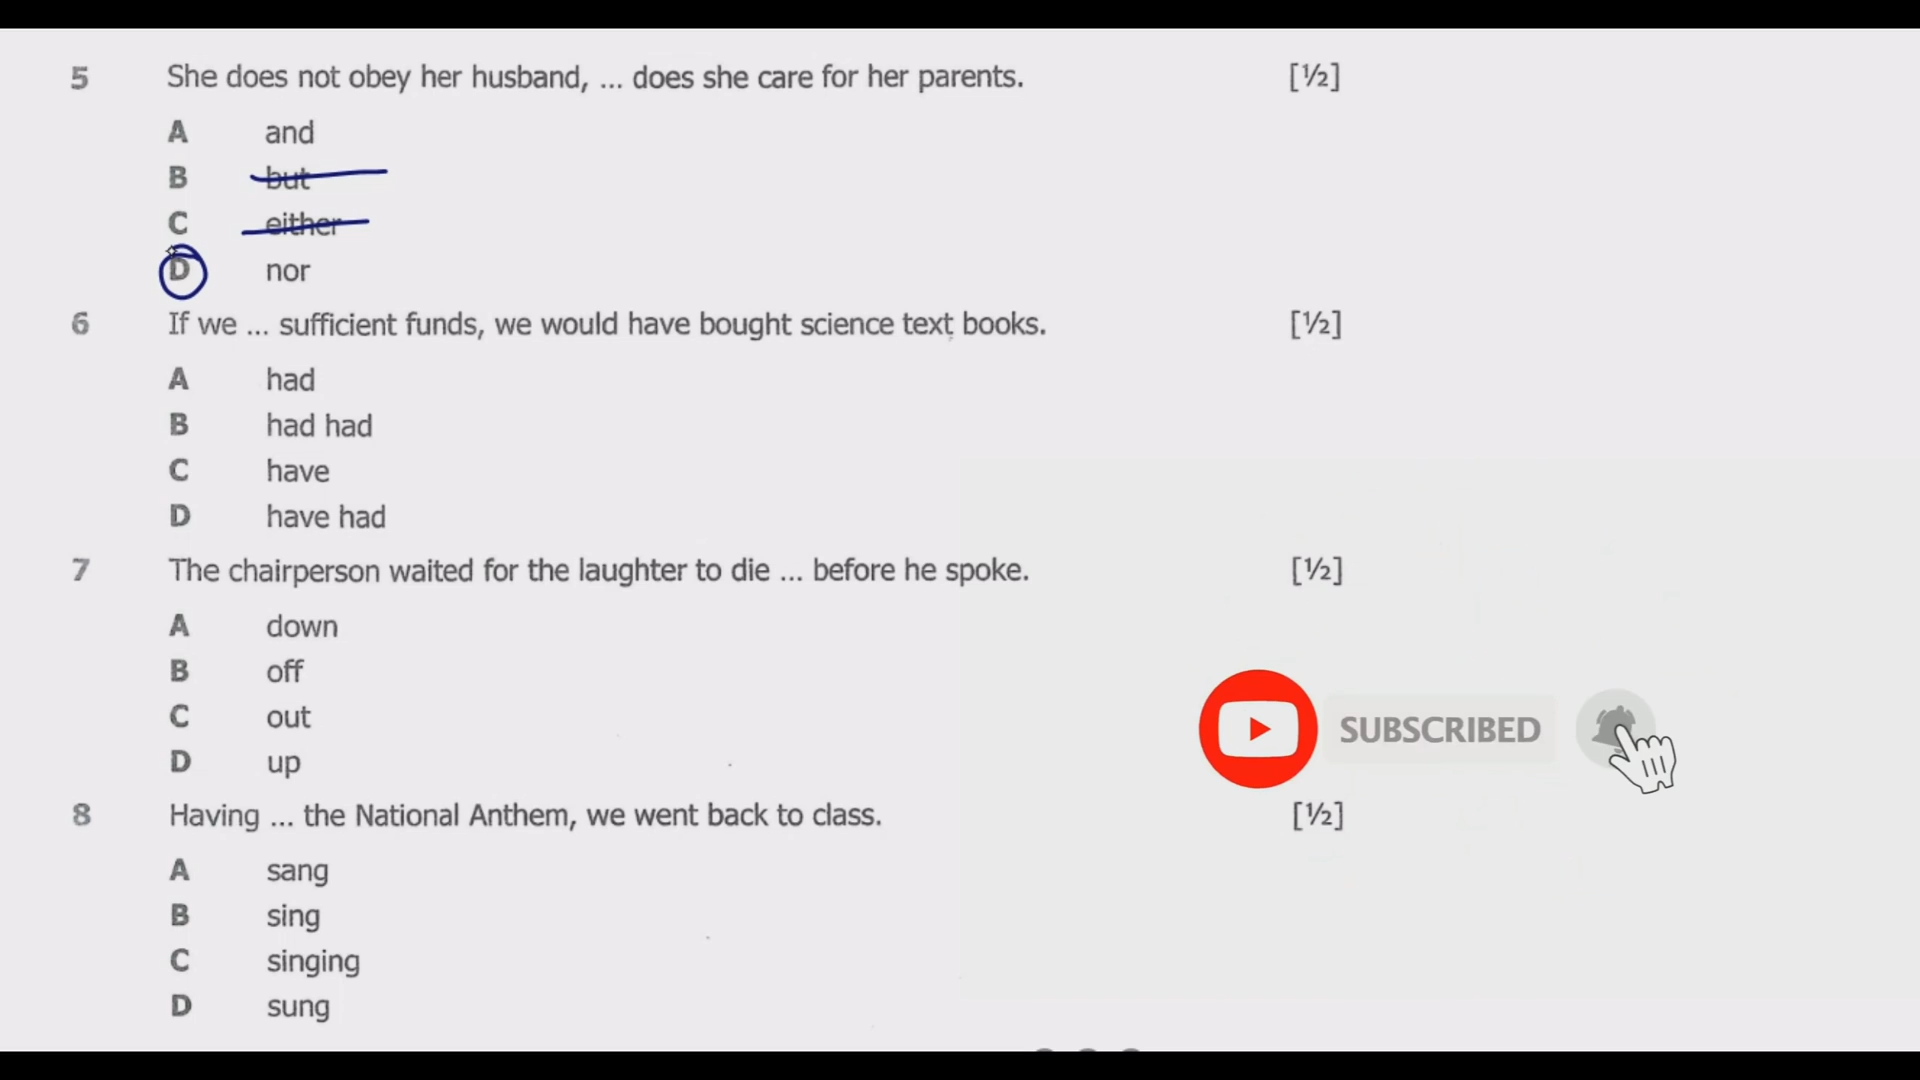 5 She does not obey her husband, ... does she care for her parents. [½]
A and
B but
C either
D nor
6 If we ... sufficient funds, we would have bought science text books. [½]
A had
B had had
C have
D have had
7 The chairperson waited for the laughter to die ... before he spoke. [½]
A down
B off
C out
D up
SUBSCRIBED
8 Having ... the National Anthem, we went back to class. [½]
A sang
B sing
C singing
D sung